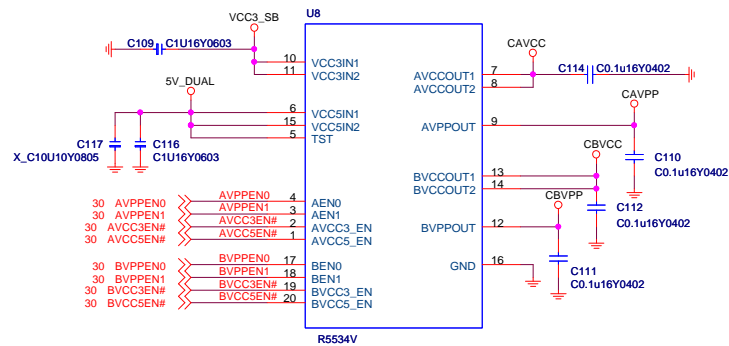 VCC3_SB
U8
C109
C1U16Y0603
10
VCC3IN1
11
VCC3IN2
5V_DUAL
6
VCC5IN1
15
VCC5IN2
5
TST
C117
X_C10U10Y0805
C116
C1U16Y0603
30 AVPPEN0
AVPPEN0
4
AEN0
30 AVPPEN1
AVPPEN1
3
AEN1
30 AVCC3EN#
AVCC3EN#
2
AVCC3_EN
30 AVCC5EN#
AVCC5EN#
1
AVCC5_EN
30 BVPPEN0
BVPPEN0
17
BEN0
30 BVPPEN1
BVPPEN1
18
BEN1
30 BVCC3EN#
BVCC3EN#
19
BVCC3_EN
30 BVCC5EN#
BVCC5EN#
20
BVCC5_EN
CAVCC
AVCCOUT1
7
AVCCOUT2
8
C114
C0.1u16Y0402
CAVPP
AVPPOUT
9
C110
C0.1u16Y0402
CBVCC
BVCCOUT1
13
BVCCOUT2
14
C112
C0.1u16Y0402
CBVPP
BVPPOUT
12
C111
C0.1u16Y0402
GND
16
R5534V